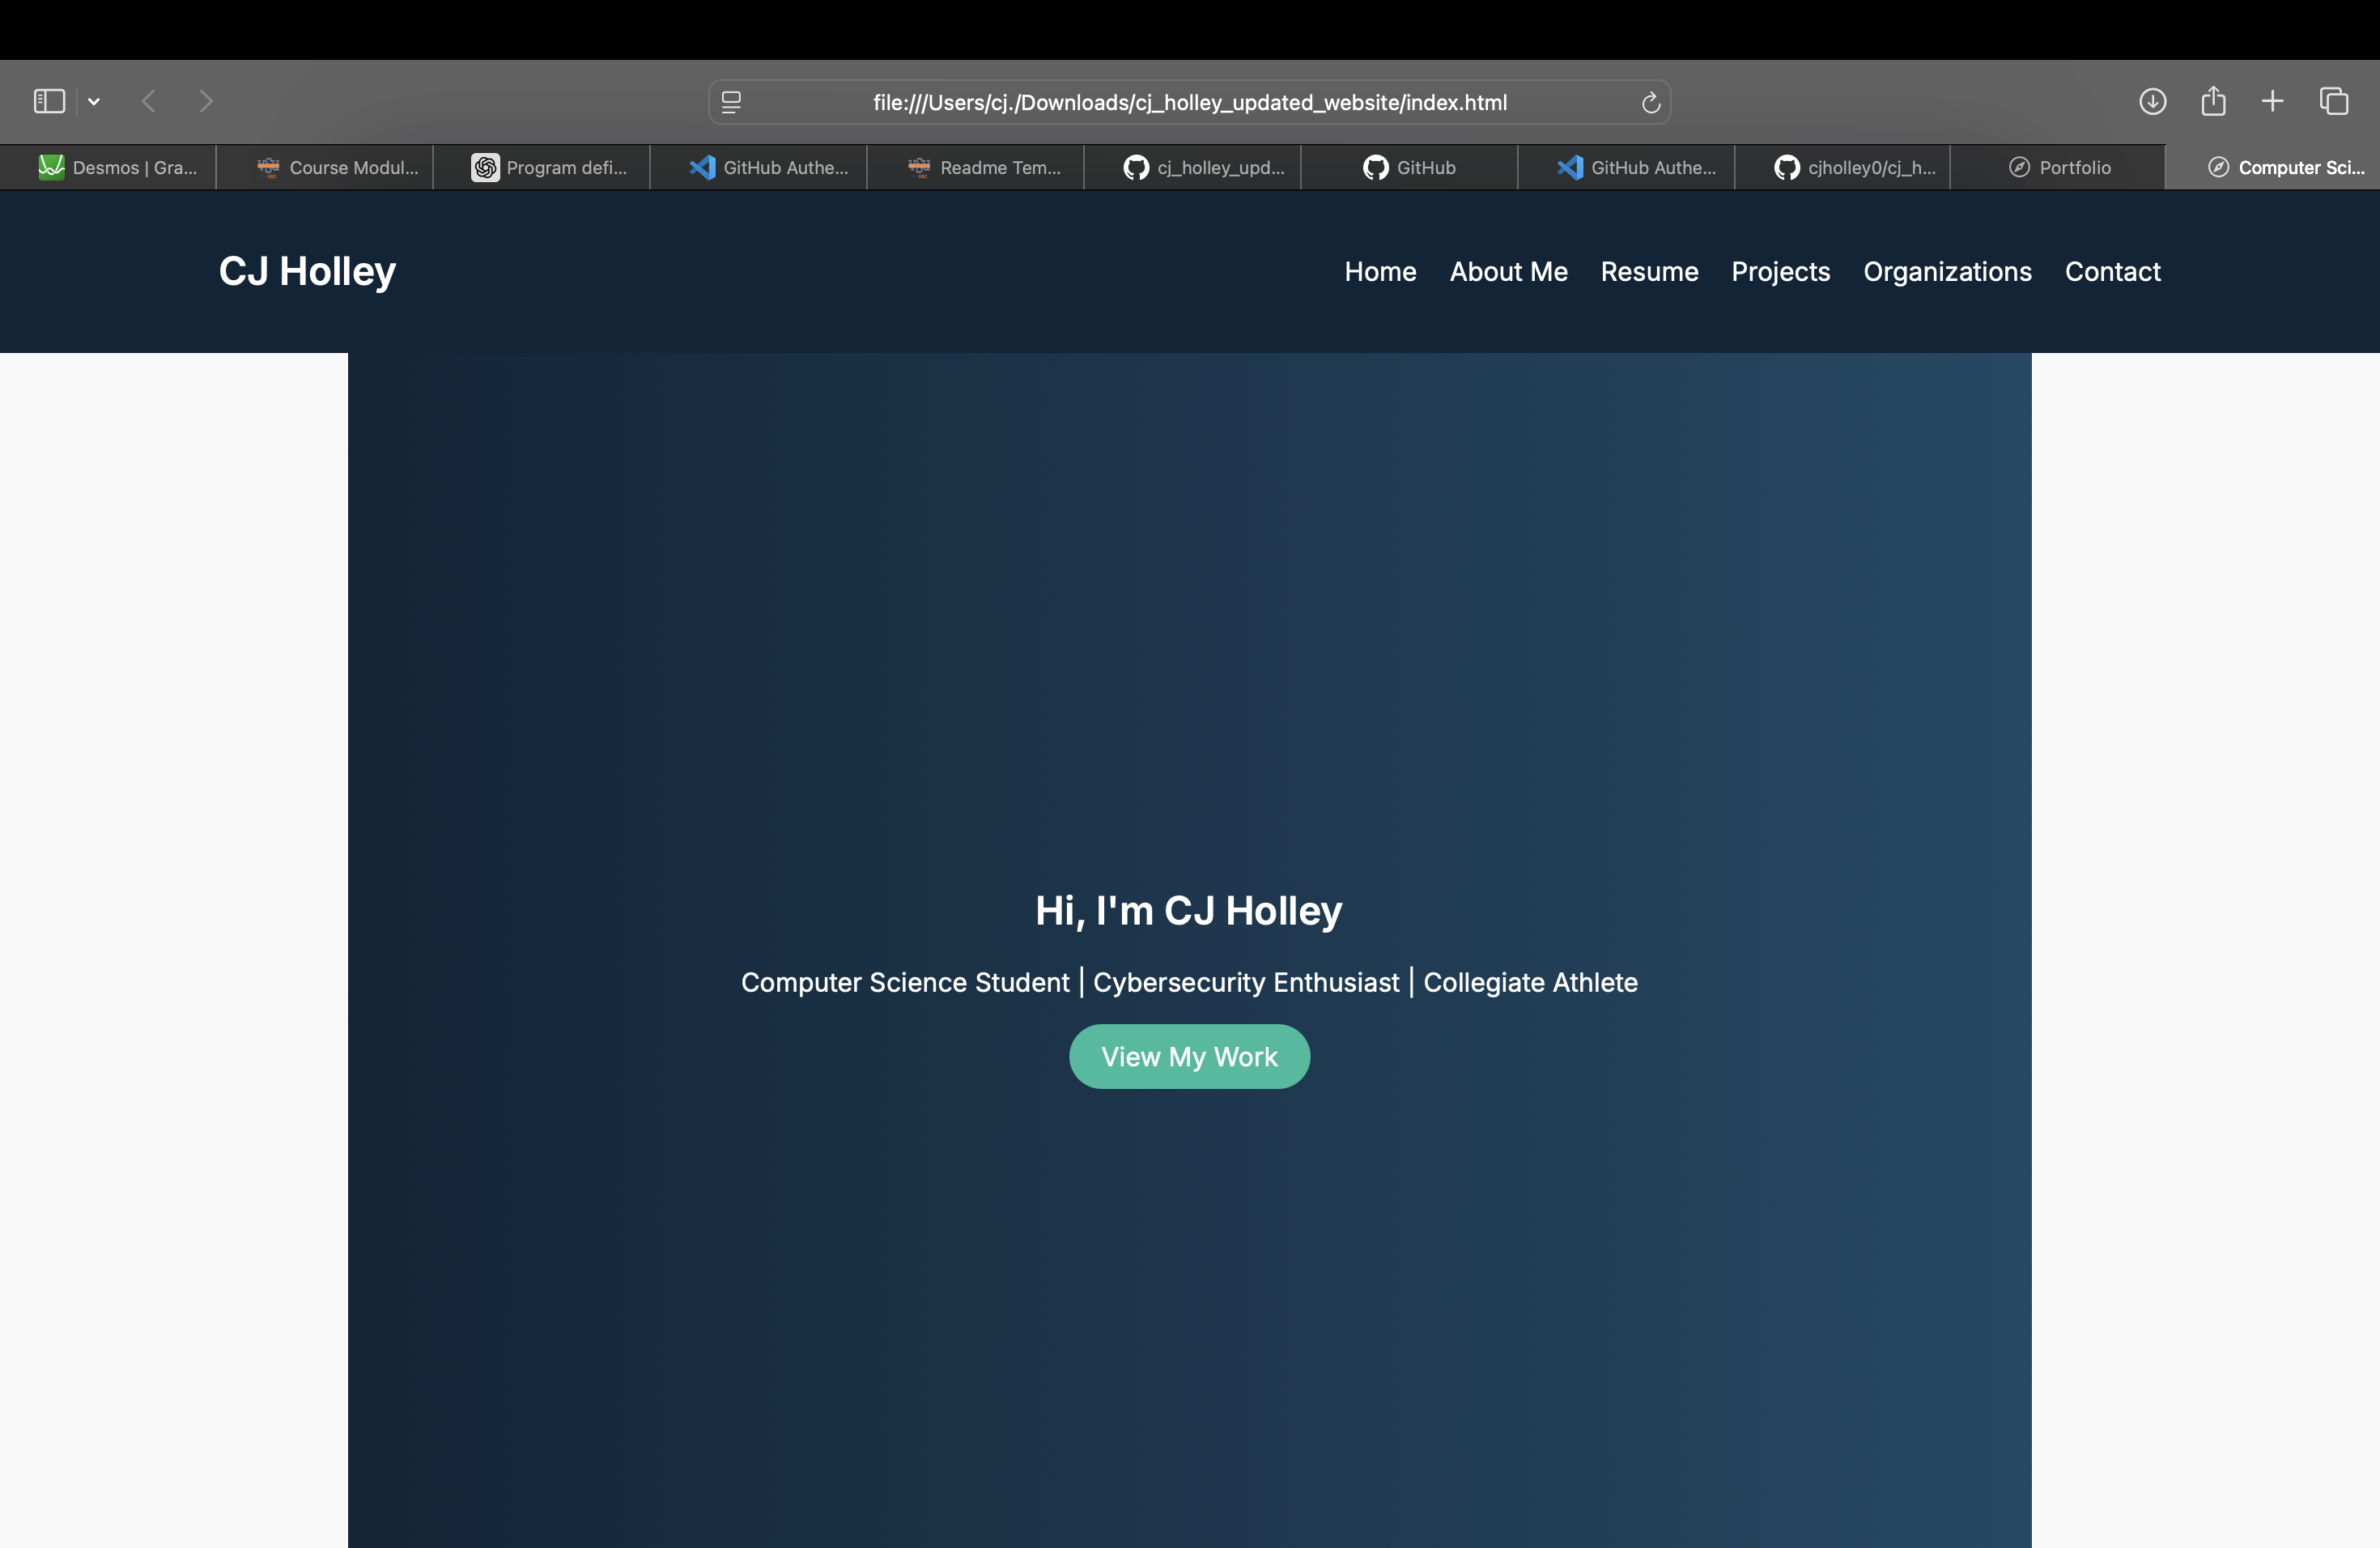 file:///Users/cj./Downloads/cj_holley_updated_website/index.html
Desmos | Gra... Course Modul... Program defi... GitHub Authe... Readme Tem... cj_holley_upd... GitHub GitHub Authe... cjholley0/cj_h... Portfolio Computer Sci...
CJ Holley Home About Me Resume Projects Organizations Contact
Hi, I'm CJ Holley
Computer Science Student | Cybersecurity Enthusiast | Collegiate Athlete
View My Work